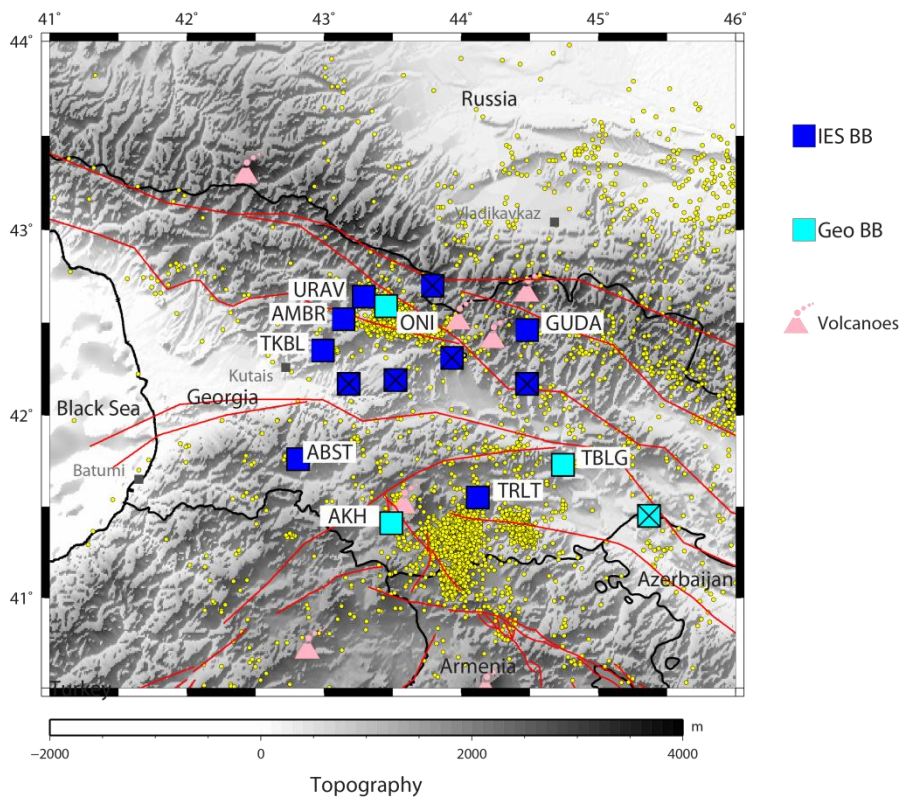 41° 42° 43° 44° 45° 46°
44°
Russia
IES BB
43°
Vladikavkaz
Geo BB
URAV
AMBR
ONI
GUDA
Volcanoes
TKBL
Kutais
Georgia
Black Sea
42°
ABST
TBLG
Batumi
TRLT
AKH
Azerbaijan
41°
Armenia
Turkey
m
−2000 0 2000 4000
Topography